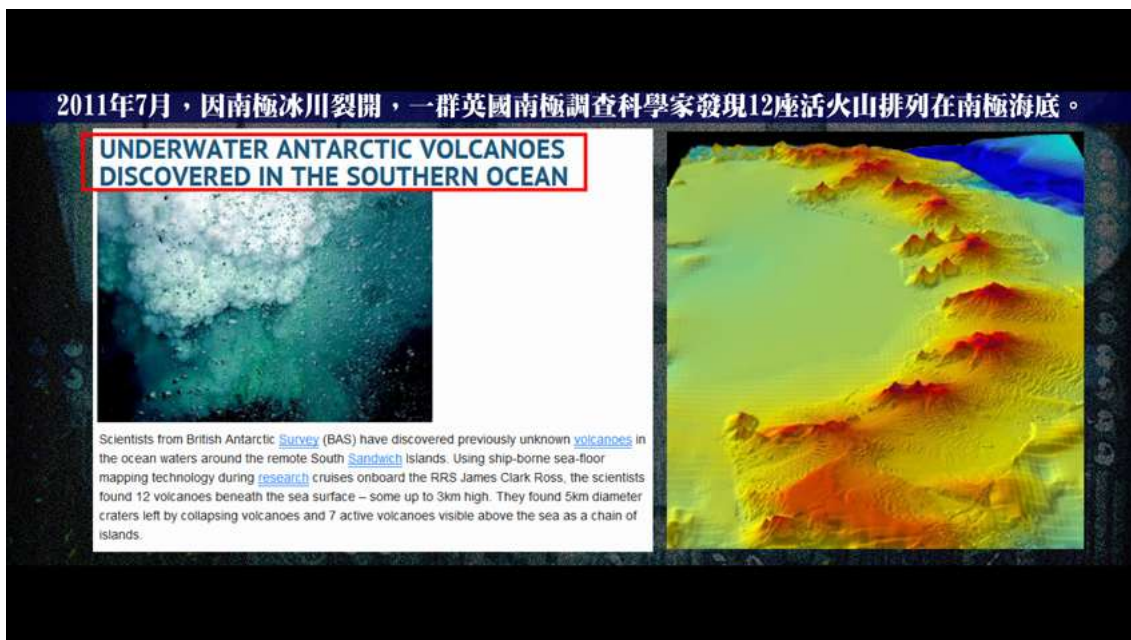 2011年7月，因南極冰川裂開，一群英國南極調查科學家發現12座活火山排列在南極海底。
UNDERWATER ANTARCTIC VOLCANOES
DISCOVERED IN THE SOUTHERN OCEAN
Scientists from British Antarctic Survey (BAS) have discovered previously unknown volcanoes in
the ocean waters around the remote South Sandwich Islands. Using ship-borne sea-floor
mapping technology during research cruises onboard the RRS James Clark Ross, the scientists
found 12 volcanoes beneath the sea surface – some up to 3km high. They found 5km diameter
craters left by collapsing volcanoes and 7 active volcanoes visible above the sea as a chain of
islands.